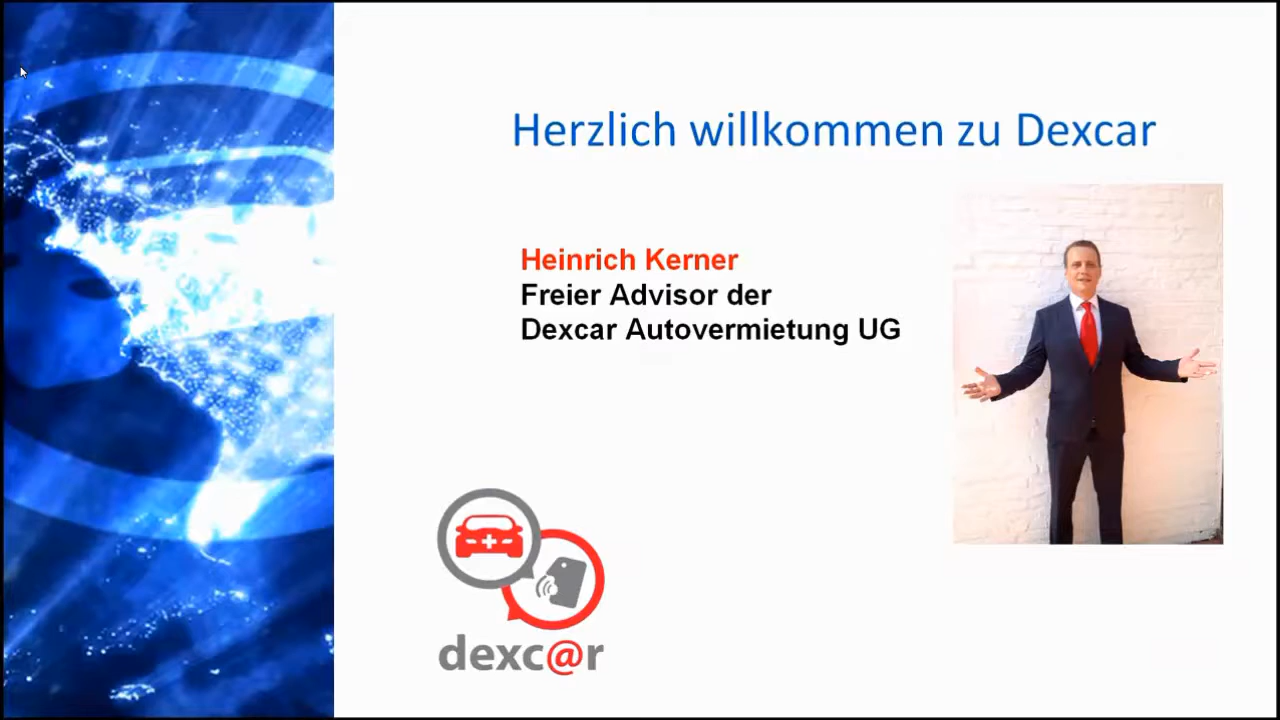 Herzlich willkommen zu Dexcar
Heinrich Kerner
Freier Advisor der
Dexcar Autovermietung UG
dexc@r